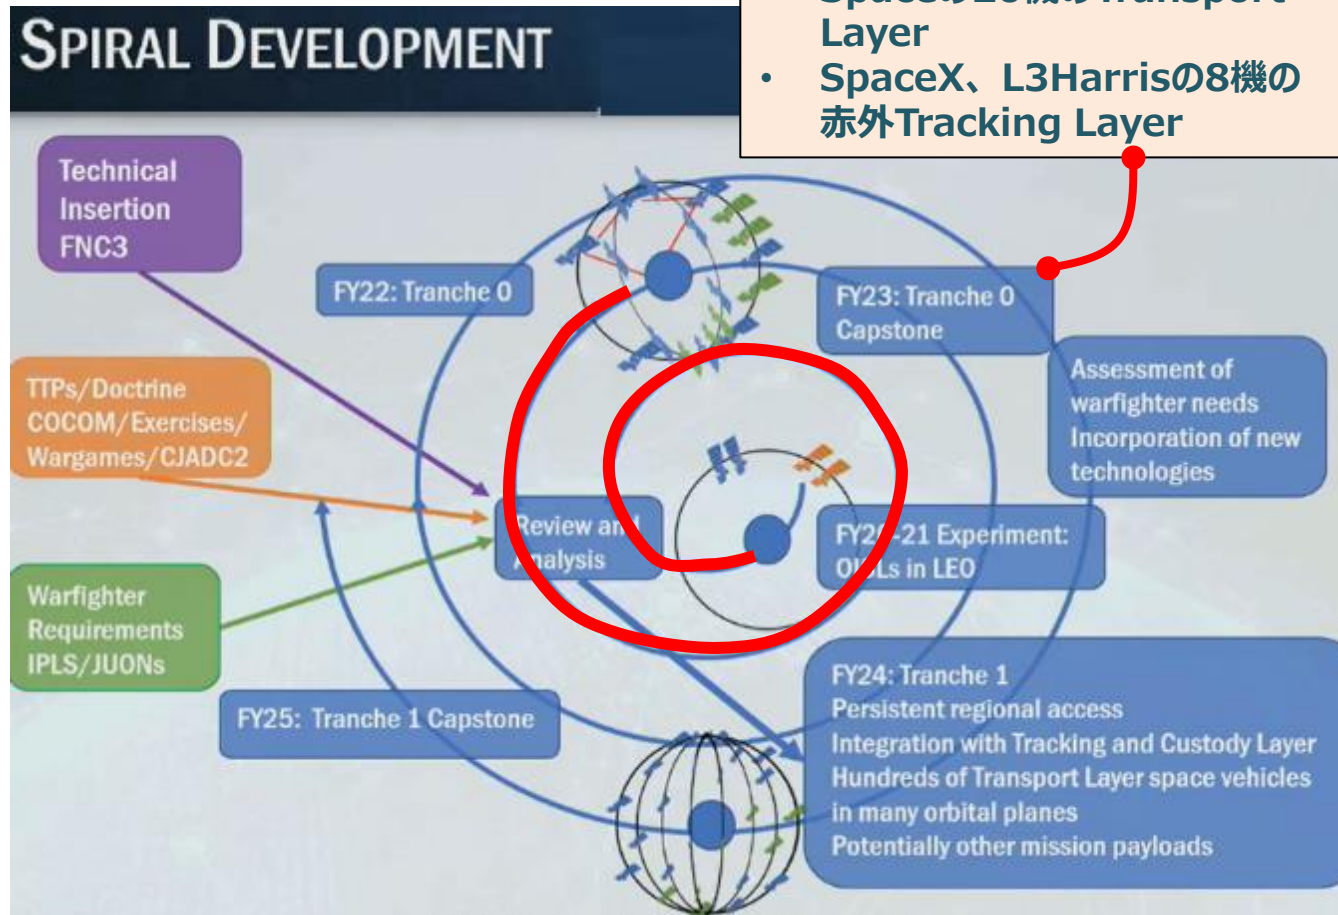 SPIRAL DEVELOPMENT
Layer
• SpaceX、L3Harrisの8機の
赤外Tracking Layer
Technical
Insertion
FNC3
FY22: Tranche 0
FY23: Tranche 0
Capstone
Assessment of
warfighter needs
Incorporation of new
technologies
TTPs/Doctrine
COCOM/Exercises/
Wargames/CJADC2
Review and
Analysis
FY20-21 Experiment:
OISLs in LEO
Warfighter
Requirements
IPLS/JUONs
FY25: Tranche 1 Capstone
FY24: Tranche 1
Persistent regional access
Integration with Tracking and Custody Layer
Hundreds of Transport Layer space vehicles
in many orbital planes
Potentially other mission payloads